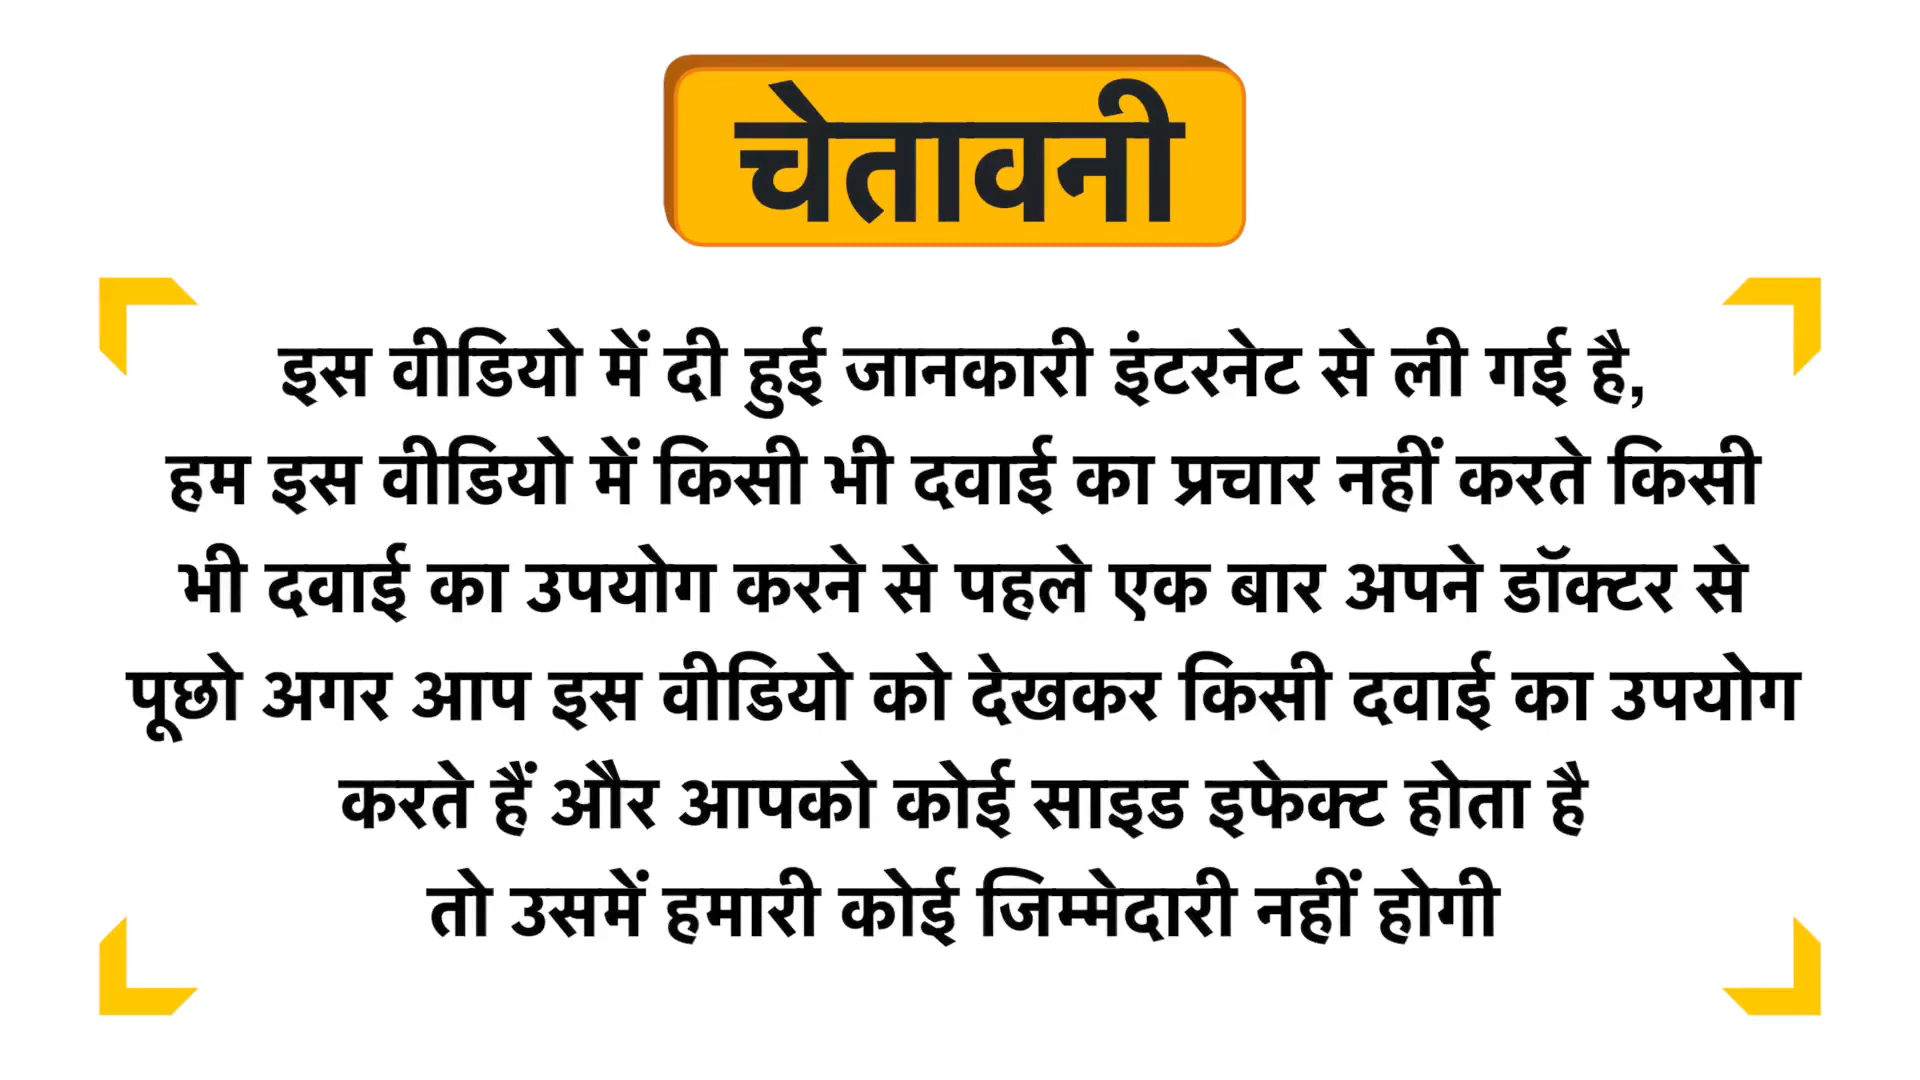 चेतावनी
इस वीडियो में दी हुई जानकारी इंटरनेट से ली गई है,
हम इस वीडियो में किसी भी दवाई का प्रचार नहीं करते किसी
भी दवाई का उपयोग करने से पहले एक बार अपने डॉक्टर से
पूछो अगर आप इस वीडियो को देखकर किसी दवाई का उपयोग
करते हैं और आपको कोई साइड इफेक्ट होता है
तो उसमें हमारी कोई जिम्मेदारी नहीं होगी